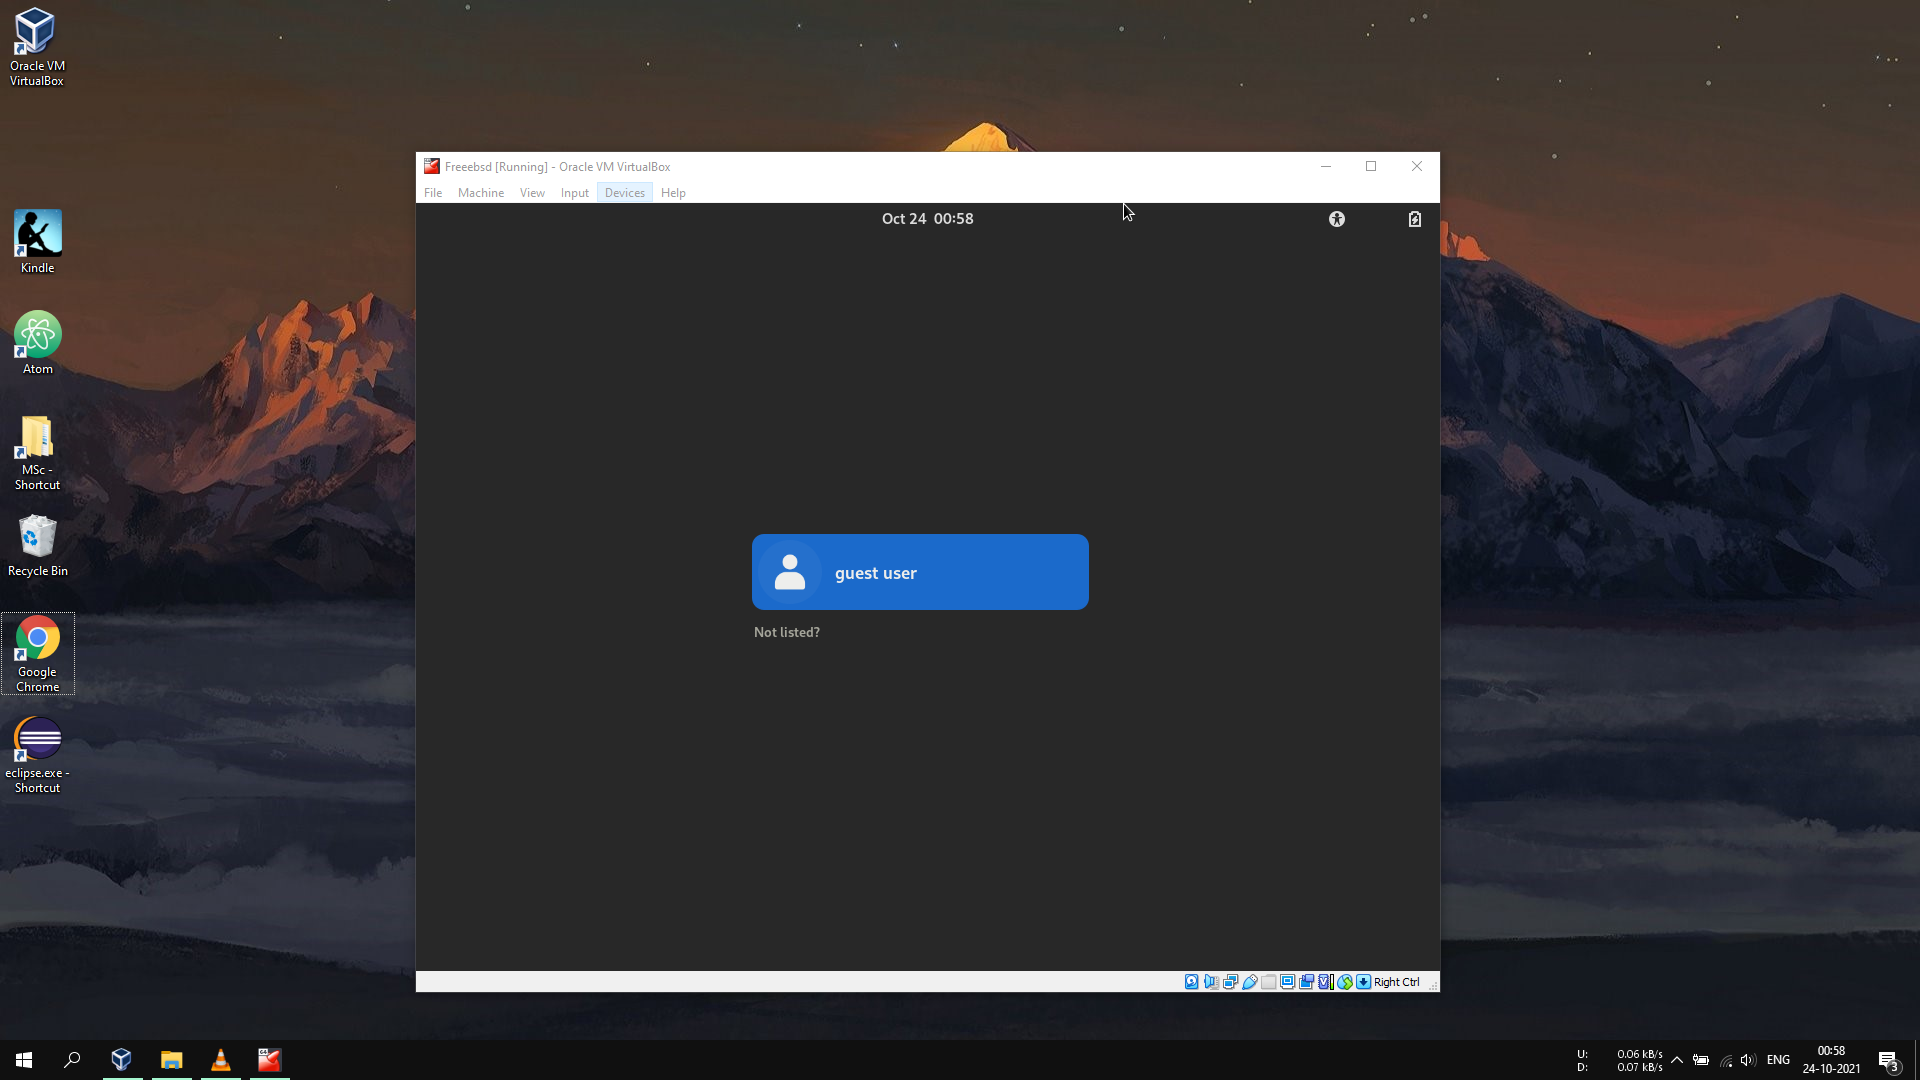 Oracle VM
VirtualBox
Kindle
Atom
MSc -
Shortcut
Recycle Bin
Google
Chrome
eclipse.exe -
Shortcut
Freeebsd [Running] - Oracle VM VirtualBox
File Machine View Input Devices Help
Oct 24 00:58
guest user
Not listed?
Right Ctrl
U: 0.06 kB/s
D: 0.07 kB/s
ENG
00:58
24-10-2021
3